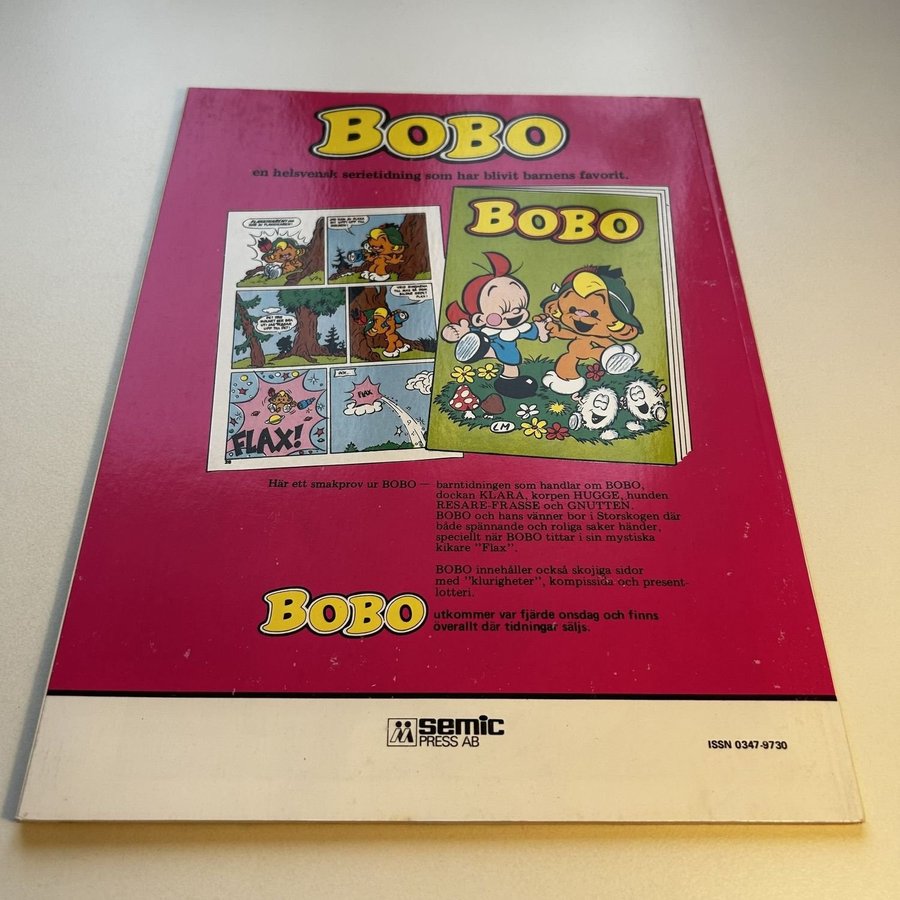 BOBO
en helsvensk serietidning som har blivit barnens favorit.
BOBO
FLAX!
FLAX
LM
Här ett smakprov ur BOBO — barntidningen som handlar om BOBO,
dockan KLARA, korpen HUGGE, hunden
RESARE-FRASSE och GNUTTEN.
BOBO och hans vänner bor i Storskogen där
både spännande och roliga saker händer,
speciellt när BOBO tittar i sin mystiska
kikare "Flax".
BOBO innehåller också skojiga sidor
med "klurigheter", kompissida och present-
lotteri.
BOBO utkommer var fjärde onsdag och finns
överallt där tidningar säljs.
semic
PRESS AB
ISSN 0347-9730